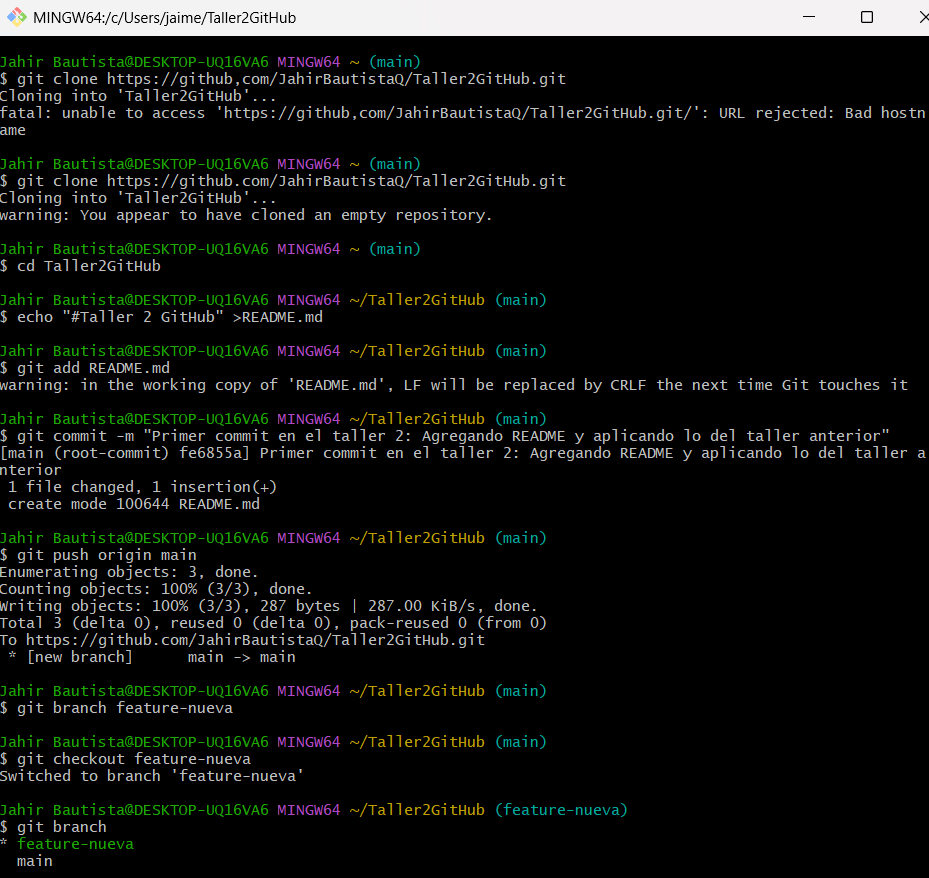 MINGW64:/c/Users/jaime/Taller2GitHub
Jahir Bautista@DESKTOP-UQ16VA6 MINGW64 ~ (main)
$ git clone https://github,com/JahirBautistaQ/Taller2GitHub.git
Cloning into 'Taller2GitHub'...
fatal: unable to access 'https://github,com/JahirBautistaQ/Taller2GitHub.git/': URL rejected: Bad hostn
ame
Jahir Bautista@DESKTOP-UQ16VA6 MINGW64 ~ (main)
$ git clone https://github.com/JahirBautistaQ/Taller2GitHub.git
Cloning into 'Taller2GitHub'...
warning: You appear to have cloned an empty repository.
Jahir Bautista@DESKTOP-UQ16VA6 MINGW64 ~ (main)
$ cd Taller2GitHub
Jahir Bautista@DESKTOP-UQ16VA6 MINGW64 ~/Taller2GitHub (main)
$ echo "#Taller 2 GitHub" >README.md
Jahir Bautista@DESKTOP-UQ16VA6 MINGW64 ~/Taller2GitHub (main)
$ git add README.md
warning: in the working copy of 'README.md', LF will be replaced by CRLF the next time Git touches it
Jahir Bautista@DESKTOP-UQ16VA6 MINGW64 ~/Taller2GitHub (main)
$ git commit -m "Primer commit en el taller 2: Agregando README y aplicando lo del taller anterior"
[main (root-commit) fe6855a] Primer commit en el taller 2: Agregando README y aplicando lo del taller a
nterior
1 file changed, 1 insertion(+)
create mode 100644 README.md
Jahir Bautista@DESKTOP-UQ16VA6 MINGW64 ~/Taller2GitHub (main)
$ git push origin main
Enumerating objects: 3, done.
Counting objects: 100% (3/3), done.
Writing objects: 100% (3/3), 287 bytes | 287.00 KiB/s, done.
Total 3 (delta 0), reused 0 (delta 0), pack-reused 0 (from 0)
To https://github.com/JahirBautistaQ/Taller2GitHub.git
* [new branch]      main -> main
Jahir Bautista@DESKTOP-UQ16VA6 MINGW64 ~/Taller2GitHub (main)
$ git branch feature-nueva
Jahir Bautista@DESKTOP-UQ16VA6 MINGW64 ~/Taller2GitHub (main)
$ git checkout feature-nueva
Switched to branch 'feature-nueva'
Jahir Bautista@DESKTOP-UQ16VA6 MINGW64 ~/Taller2GitHub (feature-nueva)
$ git branch
* feature-nueva
main